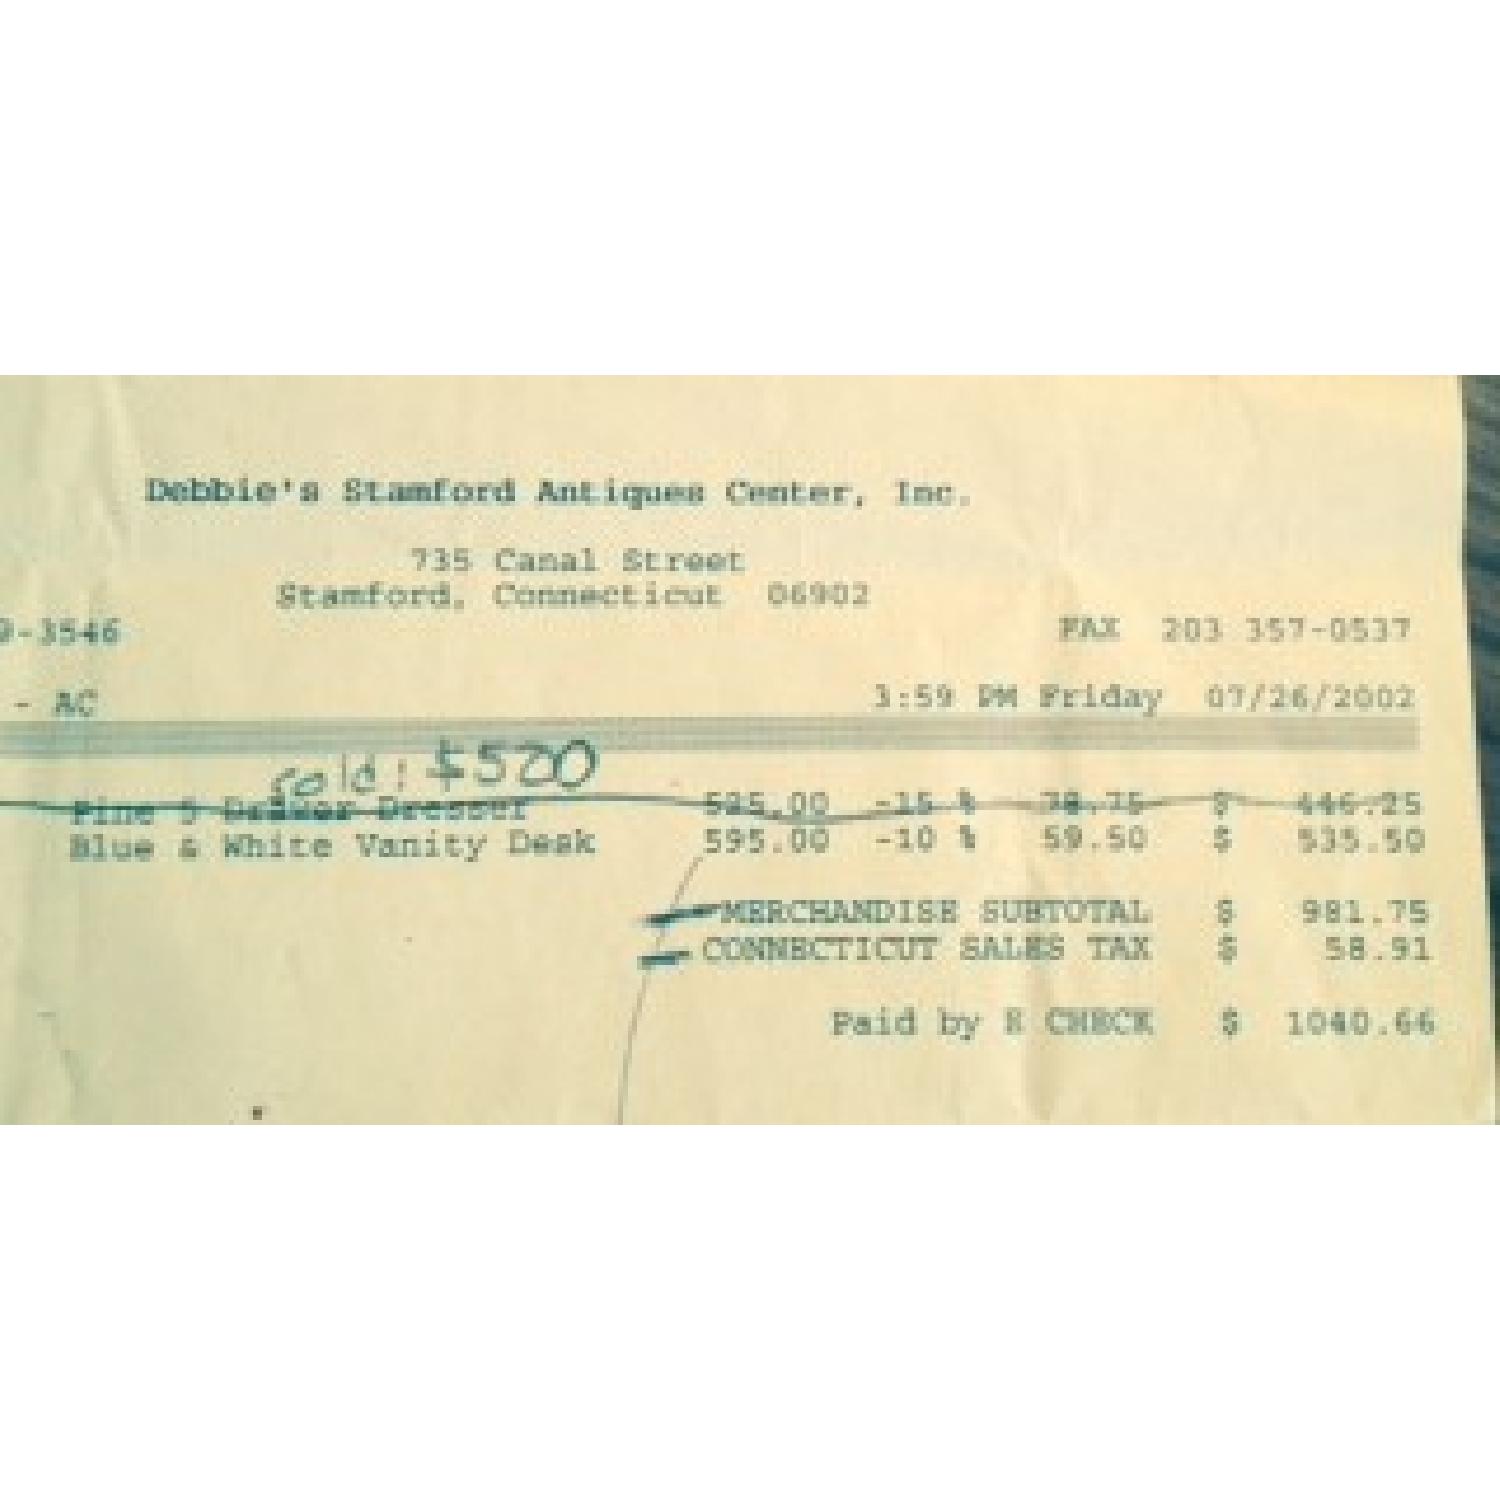 Debbie's Stamford Antiques Center, Inc.
735 Canal Street
Stamford, Connecticut 06902
-3546 FAX 203 357-0537
- AC 3:59 PM Friday 07/26/2002
sold: $520
Pine 5 Drawer Dresser 525.00 -15 % 78.75 $ 446.25
Blue & White Vanity Desk 595.00 -10 % 59.50 $ 535.50
MERCHANDISE SUBTOTAL $ 981.75
CONNECTICUT SALES TAX $ 58.91
Paid by E CHECK $ 1040.66